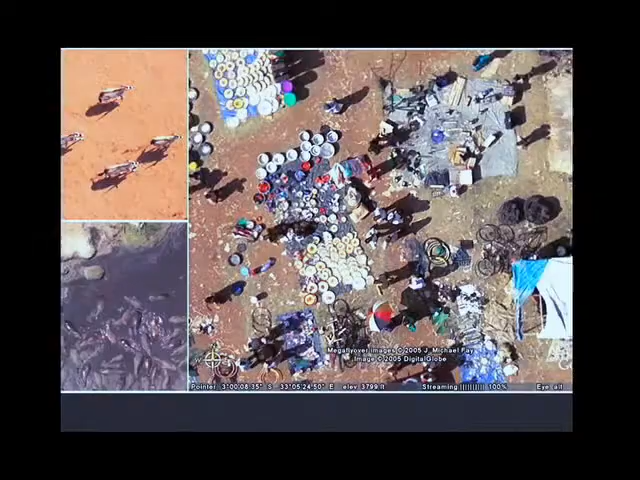 Megaflyover Images © 2005 J. Michael Fay
Image © 2005 DigitalGlobe
Pointer: 3°00'08.35" S 33°05'24.50" E elev 3799 ft Streaming |||||||||| 100% Eye alt